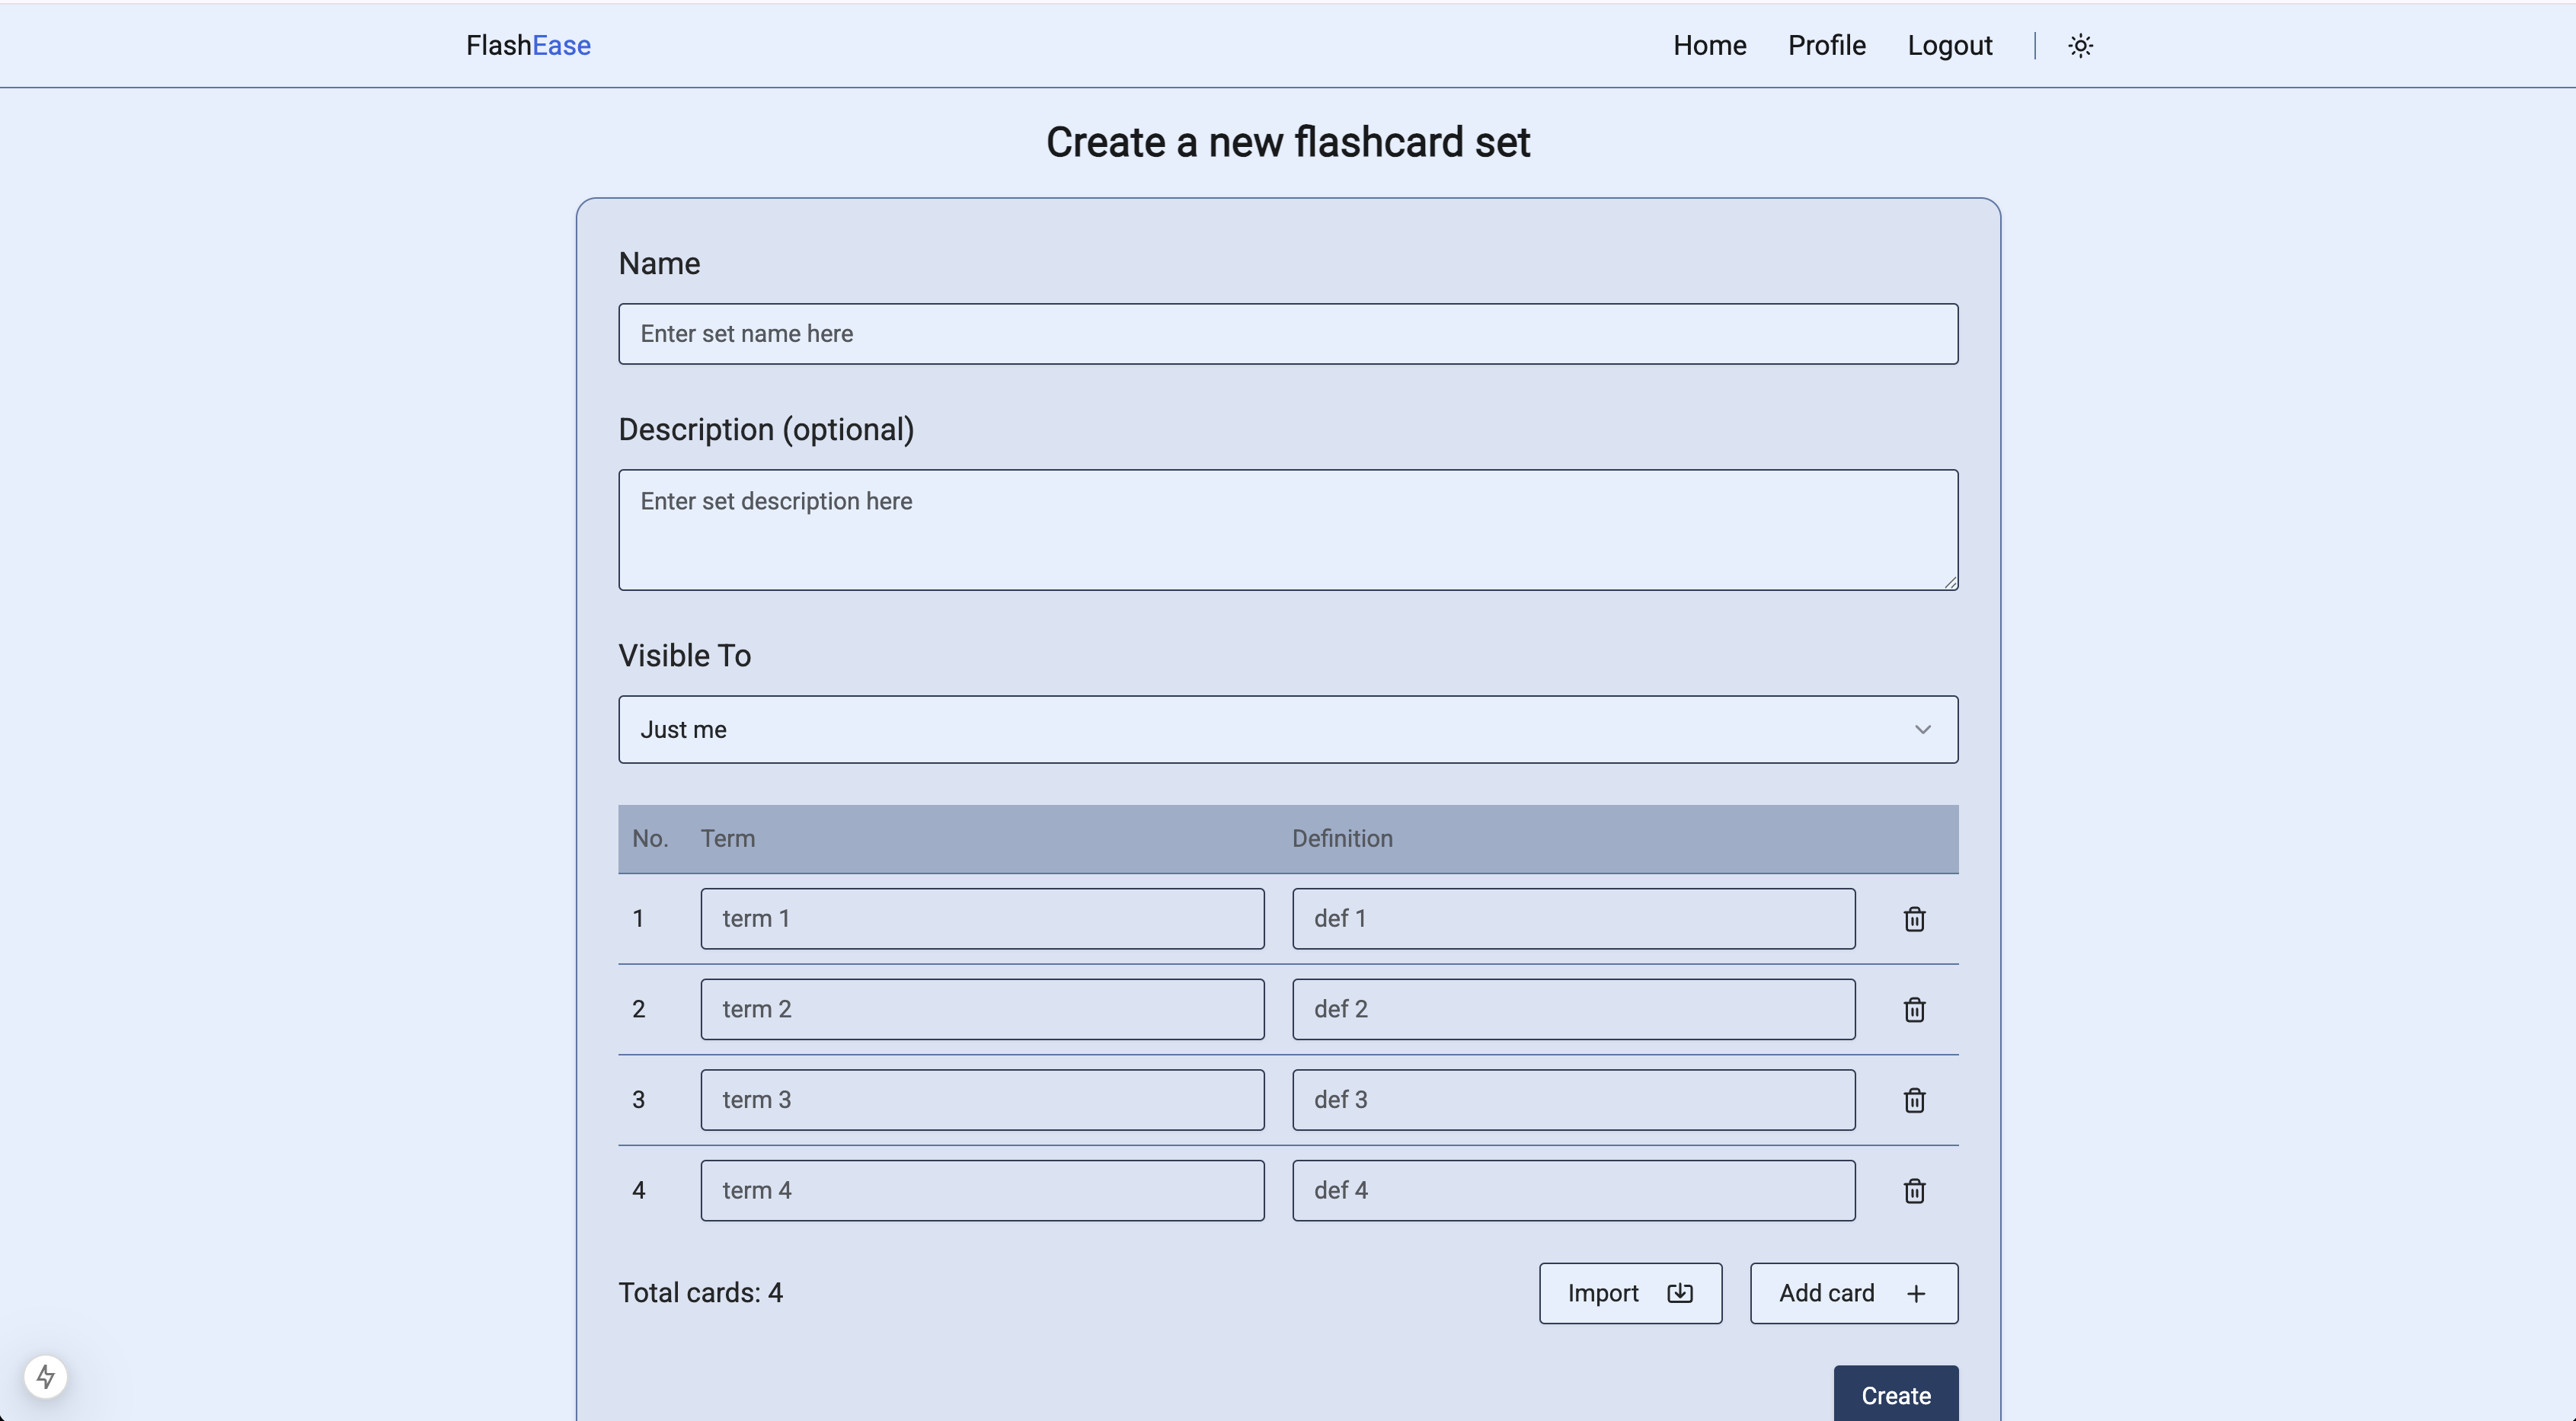 FlashEase
Home Profile Logout
Create a new flashcard set
Name
Enter set name here
Description (optional)
Enter set description here
Visible To
Just me
No. Term Definition
1 term 1 def 1
2 term 2 def 2
3 term 3 def 3
4 term 4 def 4
Total cards: 4 Import Add card
Create